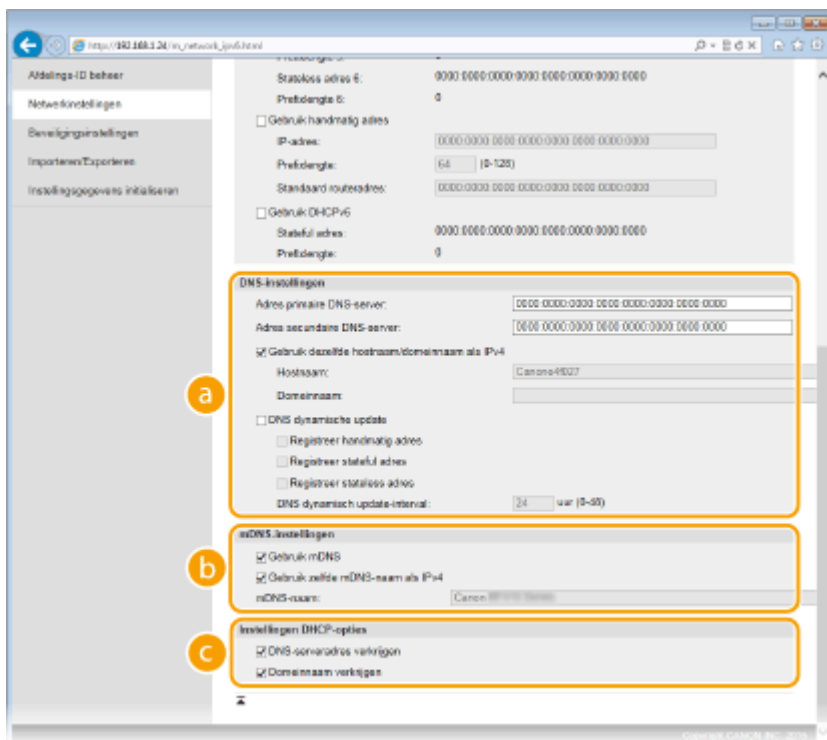 http://192.168.1.24/m_network_ipv6.html
Afdelings-ID beheer
Netwerkinstellingen
Beveiligingsinstellingen
Importeren/Exporteren
Instellingsgegevens initialiseren
Stateless adres 6: 0000:0000:0000:0000:0000:0000:0000:0000
Prefixlengte 6: 0
Gebruik handmatig adres
IP-adres: 0000:0000:0000:0000:0000:0000:0000:0000
Prefixlengte: 64 (0-128)
Standaard routeradres: 0000:0000:0000:0000:0000:0000:0000:0000
Gebruik DHCPv6
Stateful adres: 0000:0000:0000:0000:0000:0000:0000:0000
Prefixlengte: 0
a
DNS-instellingen
Adres primaire DNS-server: 0000:0000:0000:0000:0000:0000:0000:0000
Adres secundaire DNS-server: 0000:0000:0000:0000:0000:0000:0000:0000
Gebruik dezelfde hostnaam/domeinnaam als IPv4
Hostnaam: Canon
Domeinnaam:
DNS dynamische update
Registreer handmatig adres
Registreer stateful adres
Registreer stateless adres
DNS dynamisch update-interval: 24 uur (0-48)
b
mDNS-instellingen
Gebruik mDNS
Gebruik zelfde mDNS-naam als IPv4
mDNS-naam: Canon
c
Instellingen DHCP-opties
DNS-serveradres verkrijgen
Domeinnaam verkrijgen
Copyright CANON INC.